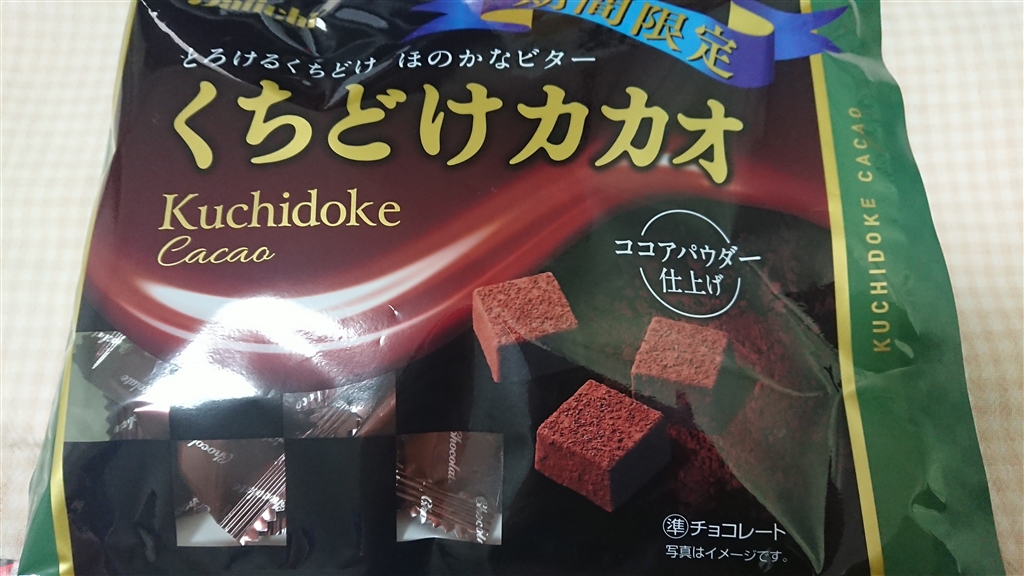 期間限定
とろけるくちどけ ほのかなビター
くちどけカカオ
Kuchidoke
Cacao
KUCHIDOKE CACAO
ココアパウダー
仕上げ
Chocolat
Chocolat
準チョコレート
写真はイメージです。